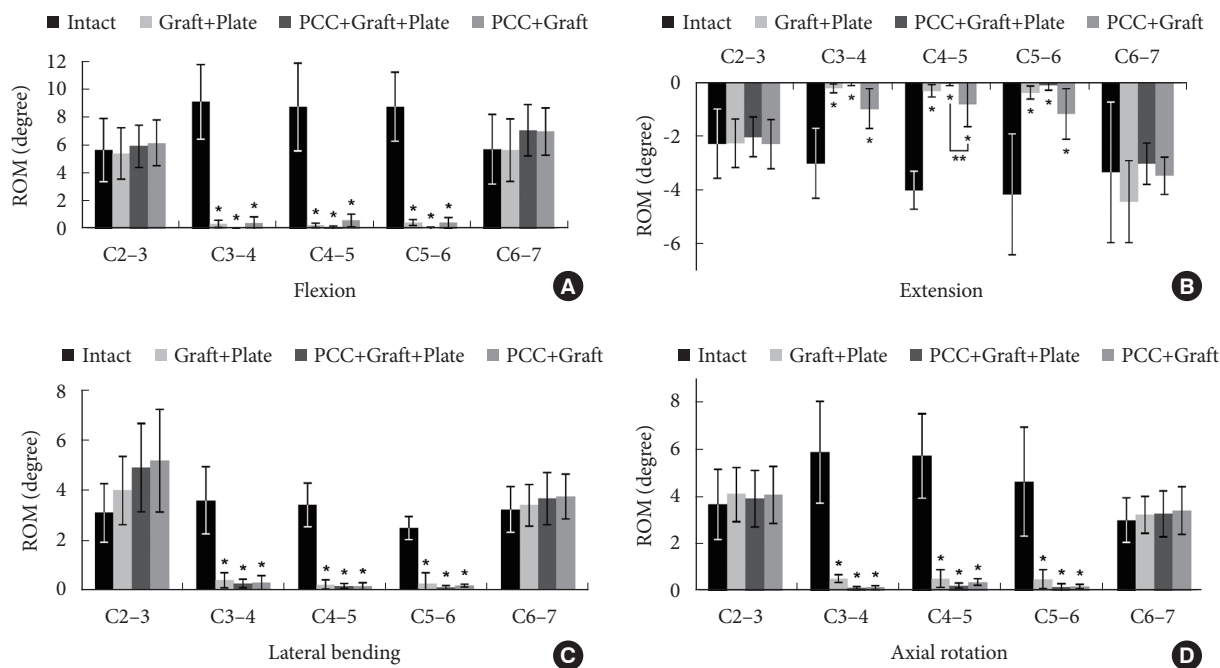 Intact Graft+Plate PCC+Graft+Plate PCC+Graft
ROM (degree)
12
10
8
6
4
2
0
* * *
* * *
* * *
C2–3 C3–4 C4–5 C5–6 C6–7
Flexion
A
Intact Graft+Plate PCC+Graft+Plate PCC+Graft
C2–3 C3–4 C4–5 C5–6 C6–7
ROM (degree)
0
-2
-4
-6
* * *
* * *
**
* * *
Extension
B
Intact Graft+Plate PCC+Graft+Plate PCC+Graft
ROM (degree)
8
6
4
2
0
* * *
* * *
* * *
C2–3 C3–4 C4–5 C5–6 C6–7
Lateral bending
C
Intact Graft+Plate PCC+Graft+Plate PCC+Graft
ROM (degree)
8
6
4
2
0
* * *
* * *
* * *
C2–3 C3–4 C4–5 C5–6 C6–7
Axial rotation
D